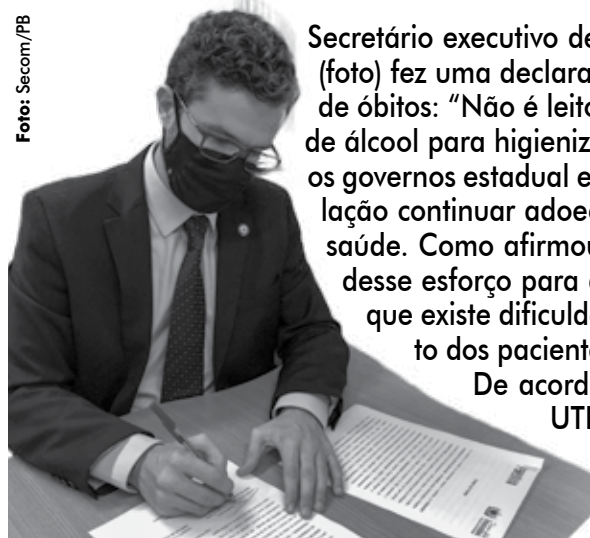 Foto: Secom/PB
Secretário executivo de
(foto) fez uma declara
de óbitos: “Não é leito
de álcool para higieniz
os governos estadual e
lação continuar adoec
saúde. Como afirmou
desse esforço para
que existe dificuld
to dos pacient
De acord
UTI